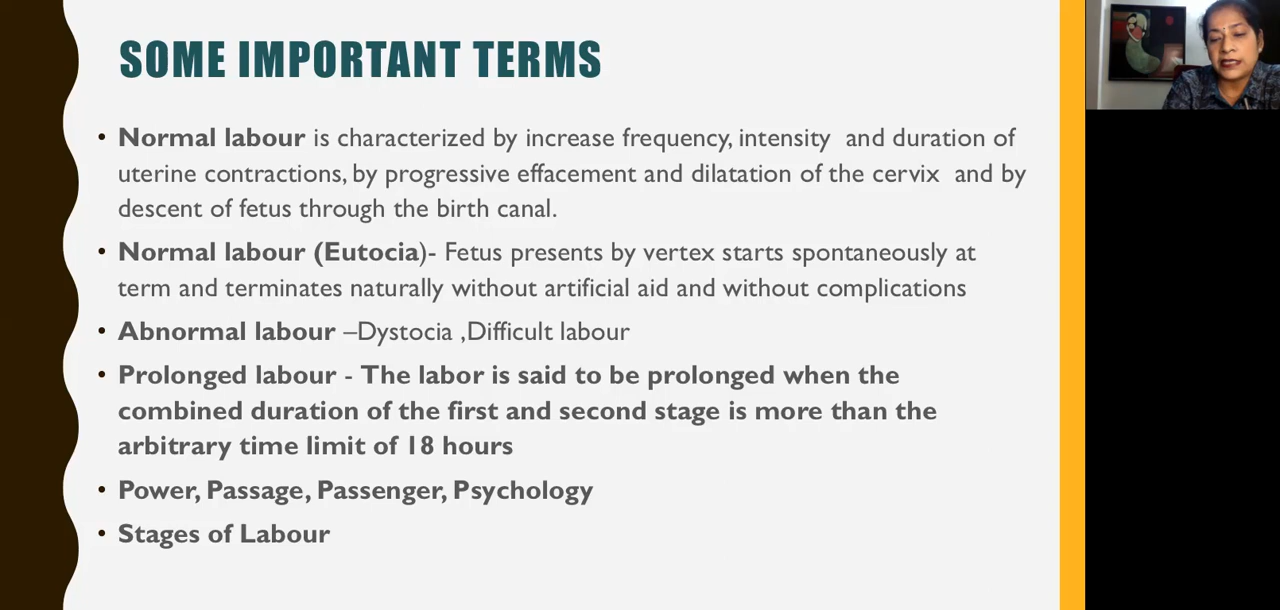 SOME IMPORTANT TERMS
• Normal labour is characterized by increase frequency, intensity and duration of
uterine contractions, by progressive effacement and dilatation of the cervix and by
descent of fetus through the birth canal.
• Normal labour (Eutocia)- Fetus presents by vertex starts spontaneously at
term and terminates naturally without artificial aid and without complications
• Abnormal labour –Dystocia ,Difficult labour
• Prolonged labour - The labor is said to be prolonged when the
combined duration of the first and second stage is more than the
arbitrary time limit of 18 hours
• Power, Passage, Passenger, Psychology
• Stages of Labour